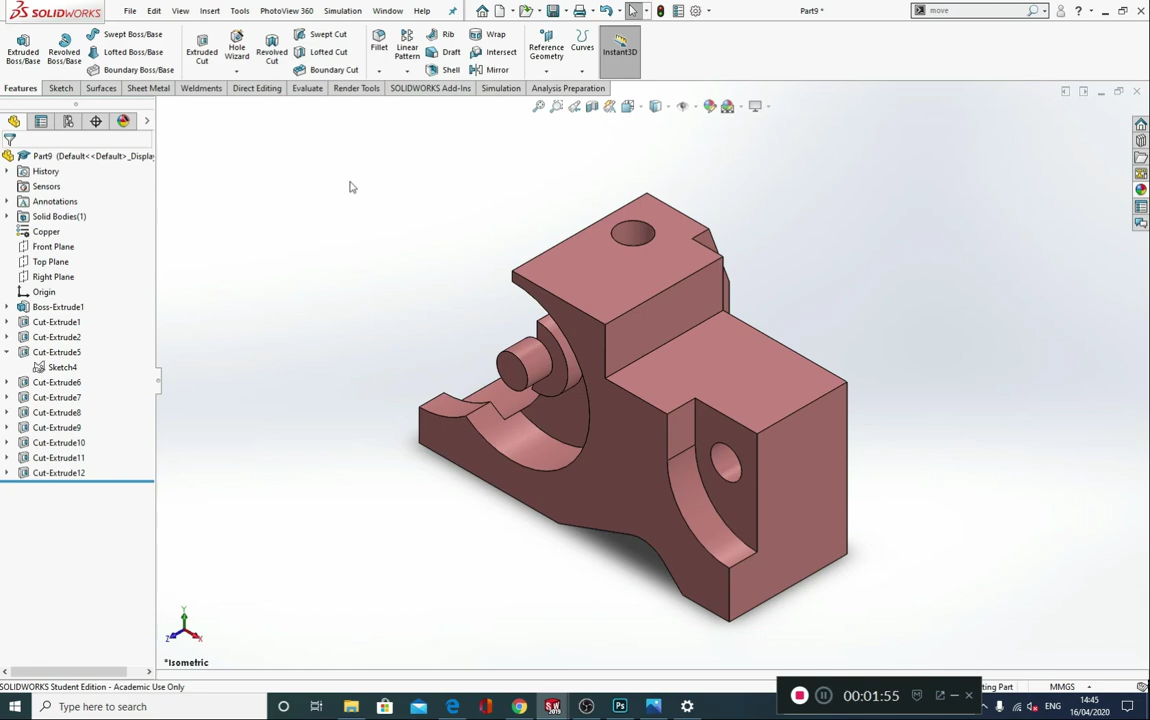 SOLIDWORKS File Edit View Insert Tools PhotoView 360 Simulation Window Help Part9 * move
Extruded Boss/Base Revolved Boss/Base Swept Boss/Base Lofted Boss/Base Boundary Boss/Base Extruded Cut Hole Wizard Revolved Cut Swept Cut Lofted Cut Boundary Cut Fillet Linear Pattern Rib Draft Shell Wrap Intersect Mirror Reference Geometry Curves Instant3D
Features Sketch Surfaces Sheet Metal Weldments Direct Editing Evaluate Render Tools SOLIDWORKS Add-Ins Simulation Analysis Preparation
Part9 (Default<<Default>_Display
History
Sensors
Annotations
Solid Bodies(1)
Copper
Front Plane
Top Plane
Right Plane
Origin
Boss-Extrude1
Cut-Extrude1
Cut-Extrude2
Cut-Extrude5
Sketch4
Cut-Extrude6
Cut-Extrude7
Cut-Extrude8
Cut-Extrude9
Cut-Extrude10
Cut-Extrude11
Cut-Extrude12
Y
Z X
*Isometric
SOLIDWORKS Student Edition - Academic Use Only 00:01:55 ting Part MMGS
Type here to search ENG 14:45
16/04/2020